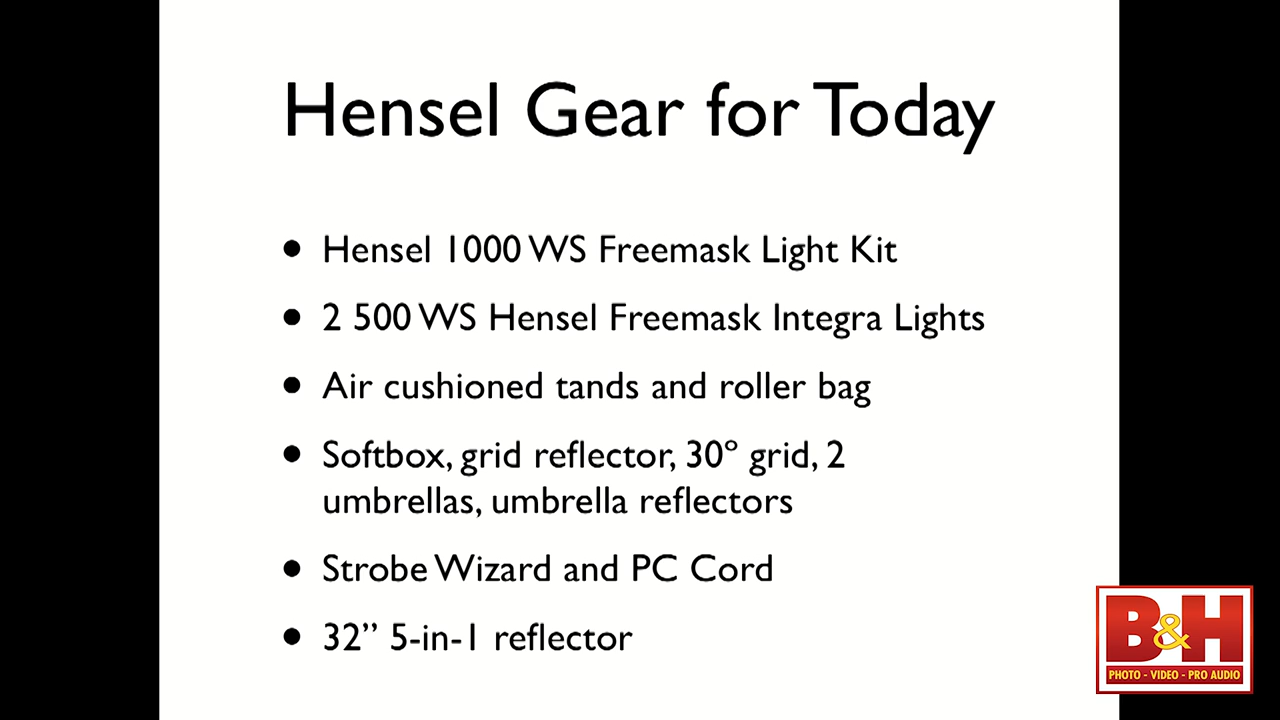 Hensel Gear for Today
• Hensel 1000 WS Freemask Light Kit
• 2 500 WS Hensel Freemask Integra Lights
• Air cushioned tands and roller bag
• Softbox, grid reflector, 30º grid, 2
umbrellas, umbrella reflectors
• Strobe Wizard and PC Cord
• 32” 5-in-1 reflector
B&H
PHOTO - VIDEO - PRO AUDIO